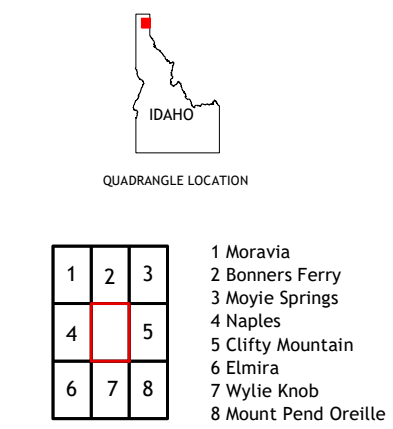 IDAHO
QUADRANGLE LOCATION
1 2 3
4 5
6 7 8
1 Moravia
2 Bonners Ferry
3 Moyie Springs
4 Naples
5 Clifty Mountain
6 Elmira
7 Wylie Knob
8 Mount Pend Oreille